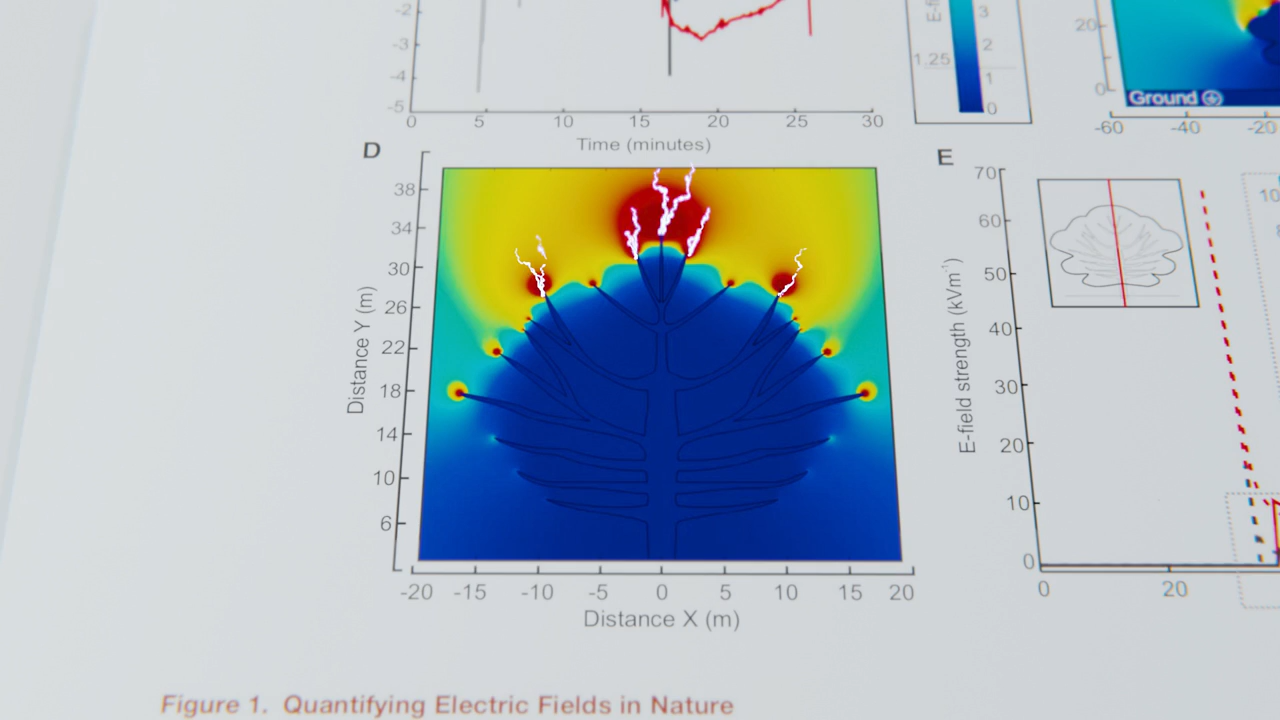 -2
-3
-4
-5
0 5 10 15 20 25 30
Time (minutes)
3
2
1.25
1
0
20
0
Ground
-60 -40 -20
D
38
34
30
26
22
18
14
10
6
Distance Y (m)
-20 -15 -10 -5 0 5 10 15 20
Distance X (m)
E
70
60
50
40
30
20
10
0
E-field strength (kVm⁻¹)
0 20
Figure 1. Quantifying Electric Fields in Nature